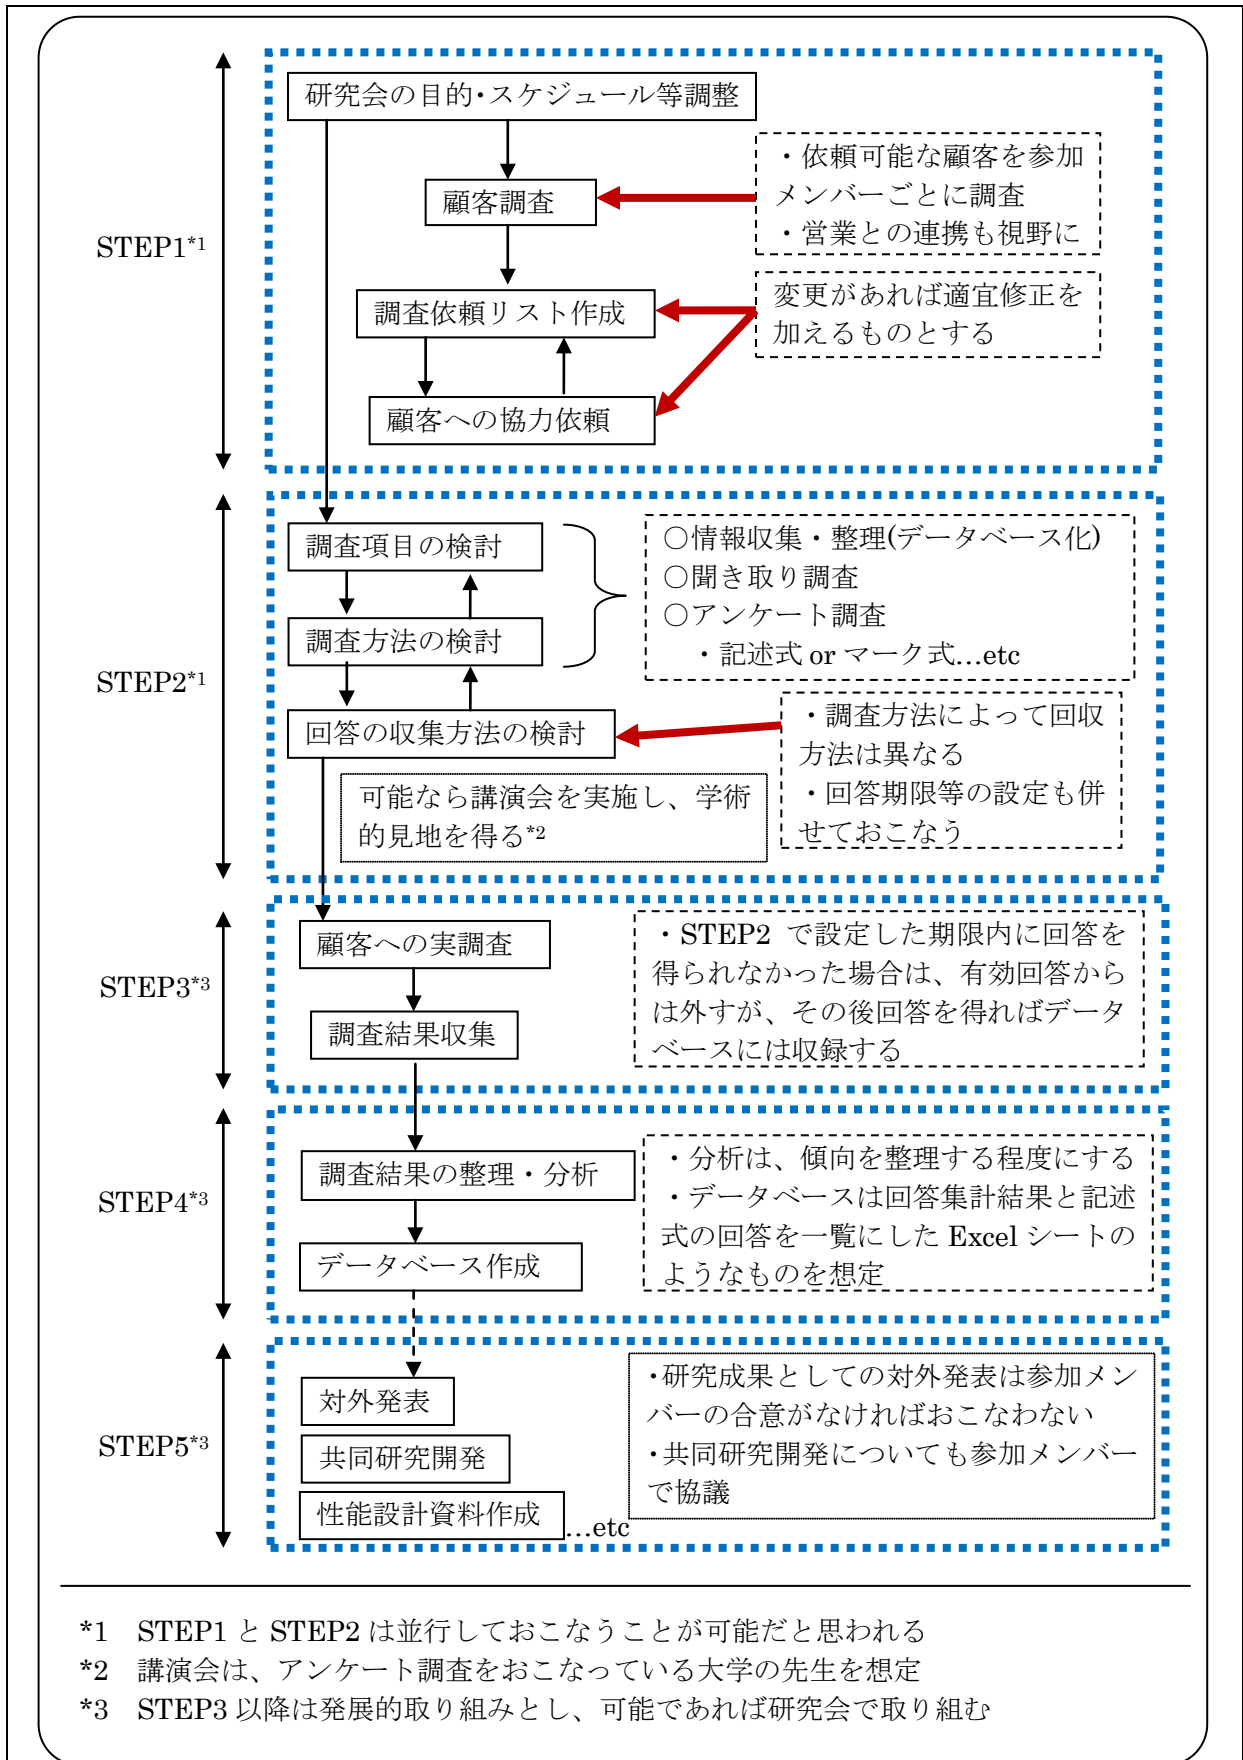 研究会の目的・スケジュール等調整
・依頼可能な顧客を参加
メンバーごとに調査
・営業との連携も視野に
顧客調査
STEP1*1
調査依頼リスト作成
変更があれば適宜修正を
加えるものとする
顧客への協力依頼
調査項目の検討
○情報収集・整理(データベース化)
○聞き取り調査
○アンケート調査
・記述式 or マーク式…etc
調査方法の検討
STEP2*1
回答の収集方法の検討
・調査方法によって回収
方法は異なる
・回答期限等の設定も併
せておこなう
可能なら講演会を実施し、学術
的見地を得る*2
顧客への実調査
・STEP2 で設定した期限内に回答を
得られなかった場合は、有効回答から
は外すが、その後回答を得ればデータ
ベースには収録する
STEP3*3
調査結果収集
調査結果の整理・分析
・分析は、傾向を整理する程度にする
・データベースは回答集計結果と記述
式の回答を一覧にした Excel シートの
ようなものを想定
STEP4*3
データベース作成
対外発表
・研究成果としての対外発表は参加メン
バーの合意がなければおこなわない
・共同研究開発についても参加メンバー
で協議
STEP5*3
共同研究開発
性能設計資料作成
…etc
*1 STEP1 と STEP2 は並行しておこなうことが可能だと思われる
*2 講演会は、アンケート調査をおこなっている大学の先生を想定
*3 STEP3 以降は発展的取り組みとし、可能であれば研究会で取り組む